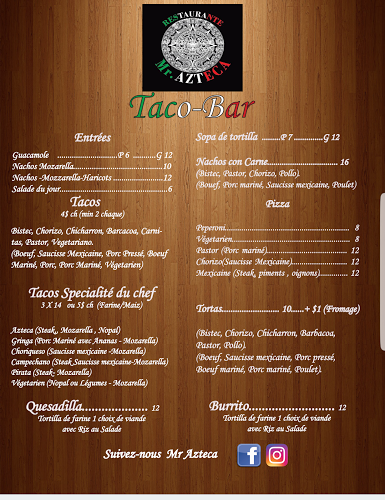 RESTAURANTE
Mr. AZTECA
Taco-Bar
Entrées
Guacamole ........................P 6 ..........G 12
Nachos Mozarella.....................................10
Nachos -Mozzarella-Haricots ................... 12
Salade du jour............................................6
Tacos
4$ ch (min 2 chaque)
Bistec, Chorizo, Chicharron, Barcacoa, Carni-
tas, Pastor, Vegetariano.
(Boeuf, Saucisse Mexicaine, Porc Pressé, Boeuf
Mariné, Porc, Porc Mariné, Végétarien)
Tacos Specialité du chef
3 X 14 ou 5$ ch (Farine/Maiz)
Azteca (Steak, Mozarella , Nopal)
Gringa (Porc Mariné avec Ananas - Mozarella)
Choriqueso (Saucisse mexicaine -Mozarella)
Campechano (Steak,Saucisse mexicaine-Mozarella)
Pirata (Steak- Mozarella)
Végétarien (Nopal ou Légumes - Mozarella)
Quesadilla..................... 12
Tortilla de farine 1 choix de viande
avec Riz au Salade
Sopa de tortilla .........P 7 ..............G 12
Nachos con Carne............................ 16
(Bistec, Pastor, Chorizo, Pollo).
(Boeuf, Porc mariné, Saucisse mexicaine, Poulet)
Pizza
Peperoni................................................... 8
Végétarien................................................ 8
Pastor (Porc mariné)................................ 12
Chorizo(Saucisse Mexicaine)..................... 12
Mexicaine (Steak, piments , oignons)........... 12
Tortas........................ 10.....+ $1 (Fromage)
(Bistec, Chorizo, Chicharron, Barbacoa,
Pastor, Pollo).
(Boeuf, Saucisse mexicaine, Porc pressé,
Boeuf mariné, Porc mariné, Poulet).
Burrito........................ 12
Tortilla de farine 1 choix de viande
avec Riz au Salade
Suivez-nous Mr Azteca